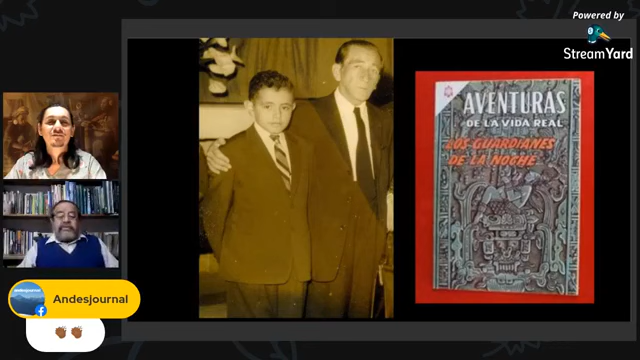 Powered by
StreamYard
AVENTURAS
DE LA VIDA REAL
LOS GUARDIANES
DE LA NOCHE
Andesjournal